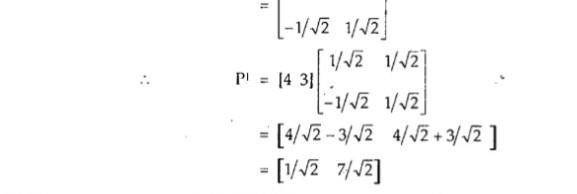 = [
-1/√2 1/√2]
∴ P¹ = [4 3] [1/√2 1/√2
-1/√2 1/√2]
= [4/√2 - 3/√2 4/√2 + 3/√2 ]
= [1/√2 7/√2]